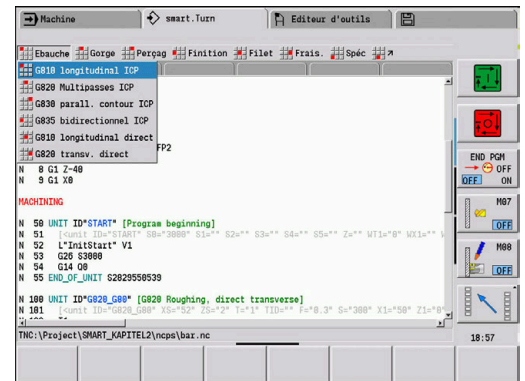 Machine
smart.Turn
Editeur d'outils
Ebauche Gorge Perçag Finition Filet Frais. Spéc
G810 longitudinal ICP
G820 Multipasses ICP
G830 parall. contour ICP
G835 bidirectionnel ICP
G810 longitudinal direct
G820 transv. direct
FP2
N 8 G1 Z-40
N 9 G1 X0
MACHINING
N 50 UNIT ID"START" [Program beginning]
N 51 [<unit ID="START" S0="3000" S1="" S2="" S3="" S4="" S5="" Z="" WT1="0" WX1=""
N 52 L"InitStart" V1
N 53 G26 S3000
N 54 G14 Q0
N 55 END_OF_UNIT S2029550539
N 100 UNIT ID"G820_G80" [G820 Roughing, direct transverse]
N 101 [<unit ID="G820_G80" XS="52" ZS="2" T="1" TID="" F="0.3" S="300" X1="50" Z1="0"
TNC:\Project\SMART_KAPITEL2\ncps\bar.nc
END PGM
OFF
OFF ON
M07
OFF
M08
OFF
18:57